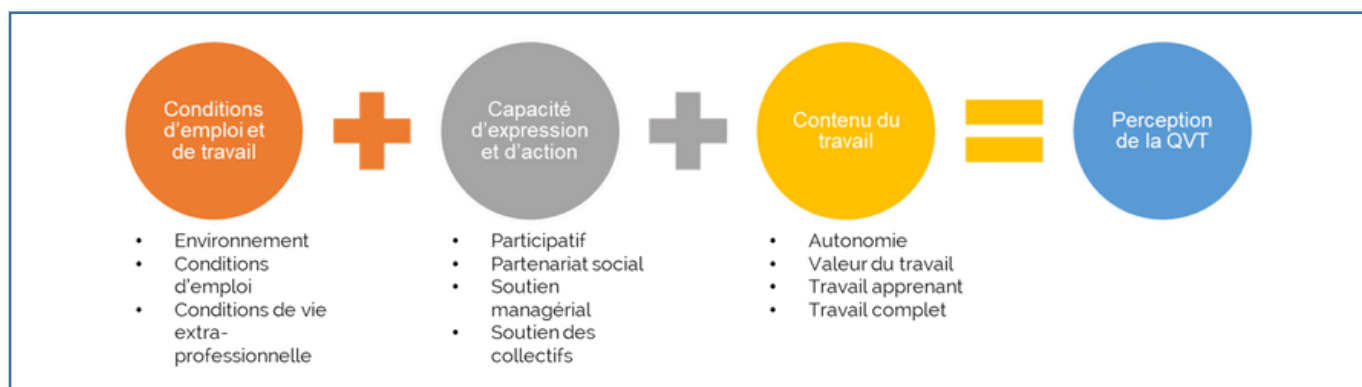 Conditions
d'emploi et
de travail
Capacité
d'expression
et d'action
Contenu du
travail
Perception
de la QVT
• Environnement
• Conditions
d'emploi
• Conditions de vie
extra-
professionnelle
• Participatif
• Partenariat social
• Soutien
managérial
• Soutien des
collectifs
• Autonomie
• Valeur du travail
• Travail apprenant
• Travail complet